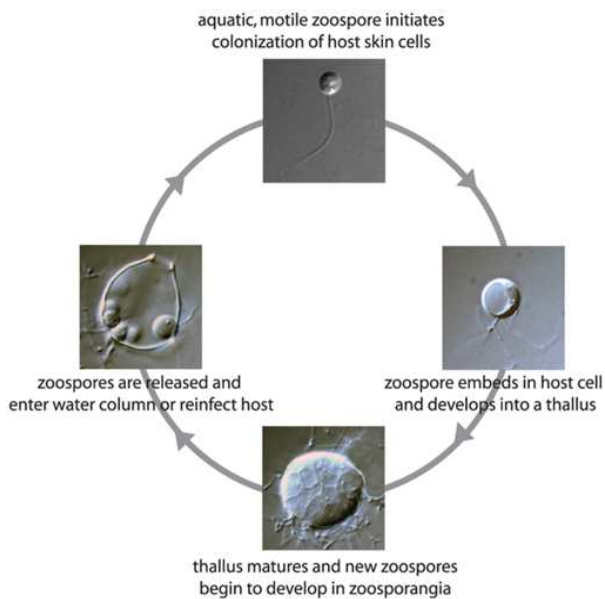 aquatic, motile zoospore initiates
colonization of host skin cells
zoospore embeds in host cell
and develops into a thallus
thallus matures and new zoospores
begin to develop in zoosporangia
zoospores are released and
enter water column or reinfect host